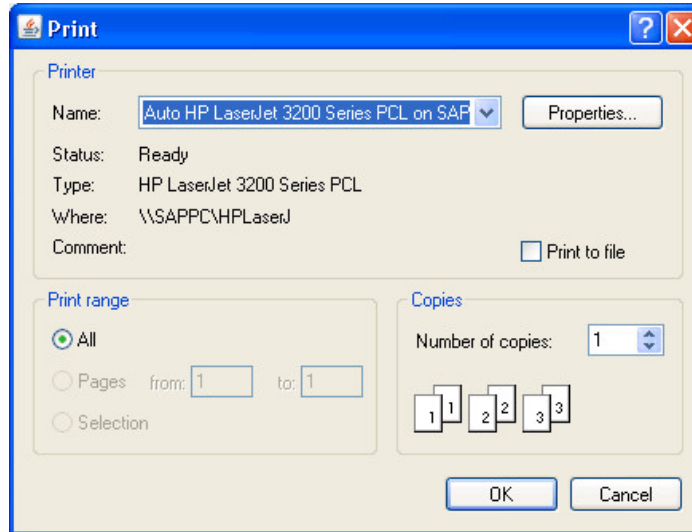 Print
Printer
Name: Auto HP LaserJet 3200 Series PCL on SAP Properties...
Status: Ready
Type: HP LaserJet 3200 Series PCL
Where: \\SAPPC\HPLaserJ
Comment: Print to file
Print range
All
Pages from: 1 to: 1
Selection
Copies
Number of copies: 1
1 1 2 2 3 3
OK Cancel